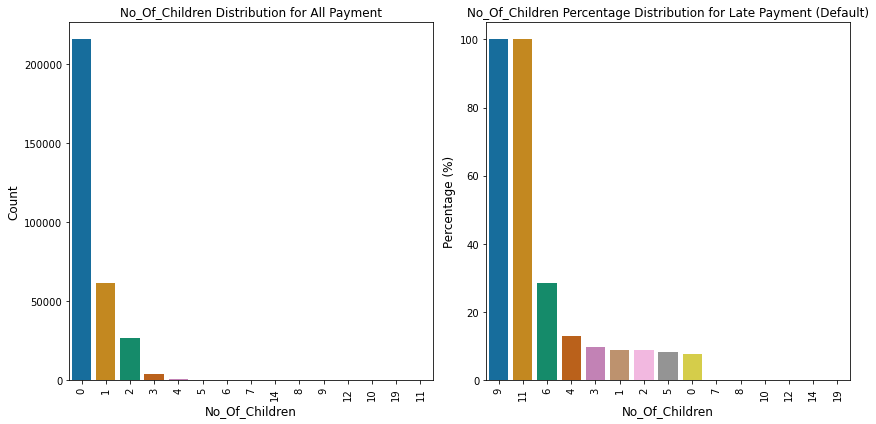 No_Of_Children Distribution for All Payment
Count
200000
150000
100000
50000
0
0 1 2 3 4 5 6 7 14 8 9 12 10 19 11
No_Of_Children
No_Of_Children Percentage Distribution for Late Payment (Default)
Percentage (%)
100
80
60
40
20
0
9 11 6 4 3 1 2 5 0 7 8 10 12 14 19
No_Of_Children